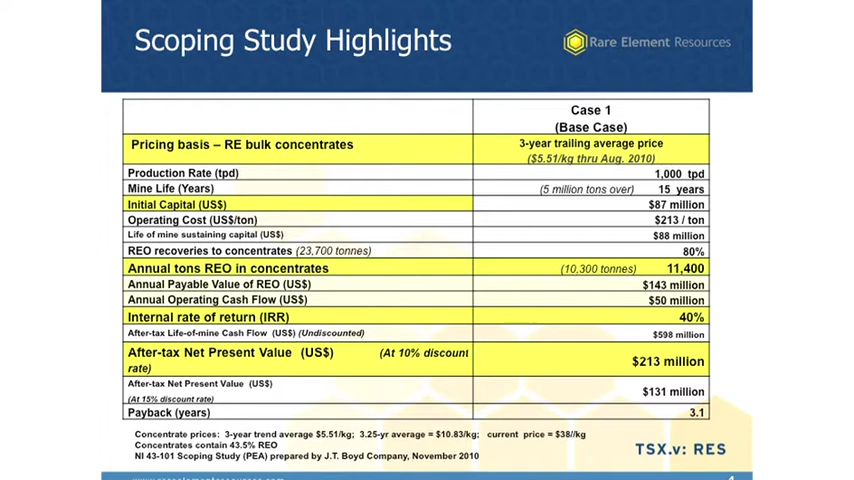 Scoping Study Highlights
Rare Element Resources
Case 1
(Base Case)
Pricing basis – RE bulk concentrates
3-year trailing average price
($5.51/kg thru Aug. 2010)
Production Rate (tpd) 1,000 tpd
Mine Life (Years) (5 million tons over) 15 years
Initial Capital (US$) $87 million
Operating Cost (US$/ton) $213 / ton
Life of mine sustaining capital (US$) $88 million
REO recoveries to concentrates (23,700 tonnes) 80%
Annual tons REO in concentrates (10,300 tonnes) 11,400
Annual Payable Value of REO (US$) $143 million
Annual Operating Cash Flow (US$) $50 million
Internal rate of return (IRR) 40%
After-tax Life-of-mine Cash Flow (US$) (Undiscounted) $598 million
After-tax Net Present Value (US$) (At 10% discount
rate) $213 million
After-tax Net Present Value (US$)
(At 15% discount rate) $131 million
Payback (years) 3.1
Concentrate prices: 3-year trend average $5.51/kg; 3.25-yr average = $10.83/kg; current price = $38//kg
Concentrates contain 43.5% REO
NI 43-101 Scoping Study (PEA) prepared by J.T. Boyd Company, November 2010
TSX.v: RES